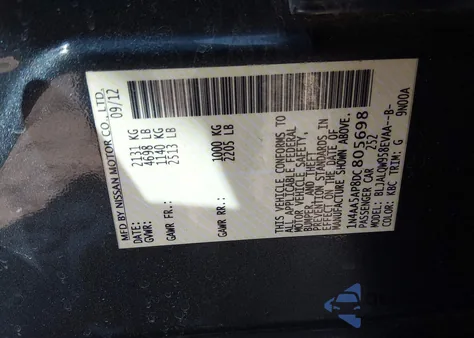 MFD BY NISSAN MOTOR CO., LTD.
09/12
GVWR: 2131 KG
4698 LB
GAWR FR.: 1140 KG
2513 LB
GAWR RR.: 1000 KG
2205 LB
THIS VEHICLE CONFORMS TO
ALL APPLICABLE FEDERAL
MOTOR VEHICLE SAFETY,
BUMPER, AND THEFT
PREVENTION STANDARDS IN
EFFECT ON THE DATE OF
MANUFACTURE SHOWN ABOVE.
1N4AA5AP8DC 805698
PASSENGER CAR 252
MODEL: BLJALQW958EVAA--B-
COLOR: KBC TRIM: G 9N00A